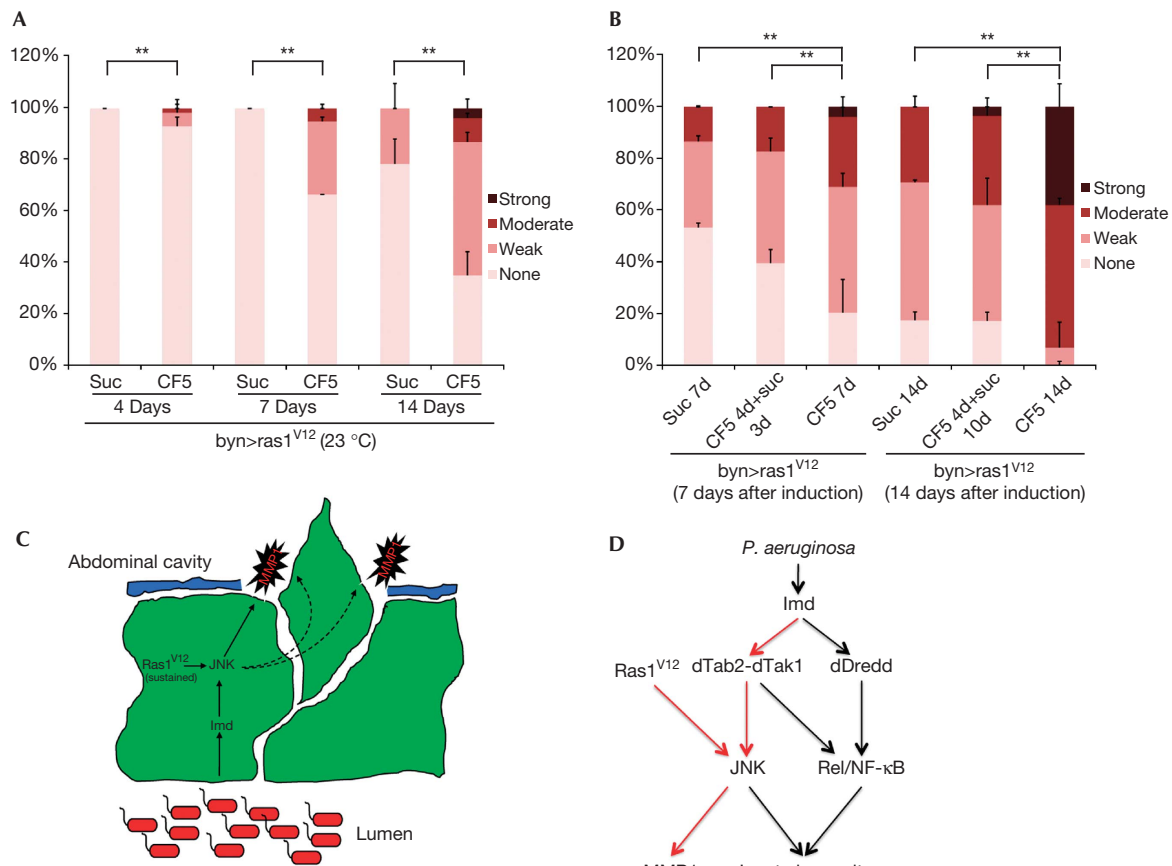 A
120%
100%
80%
60%
40%
20%
0%
**
**
**
Strong
Moderate
Weak
None
Suc
CF5
Suc
CF5
Suc
CF5
4 Days
7 Days
14 Days
byn>ras1V12 (23 °C)
B
120%
100%
80%
60%
40%
20%
0%
**
**
**
**
Strong
Moderate
Weak
None
Suc 7d
CF5 4d+suc
3d
CF5 7d
Suc 14d
CF5 4d+suc
10d
CF5 14d
byn>ras1V12
(7 days after induction)
byn>ras1V12
(14 days after induction)
C
Abdominal cavity
MMP1
MMP1
Ras1V12
(sustained)
JNK
Imd
Lumen
D
P. aeruginosa
Imd
Ras1V12
dTab2-dTak1
dDredd
JNK
Rel/NF-κB